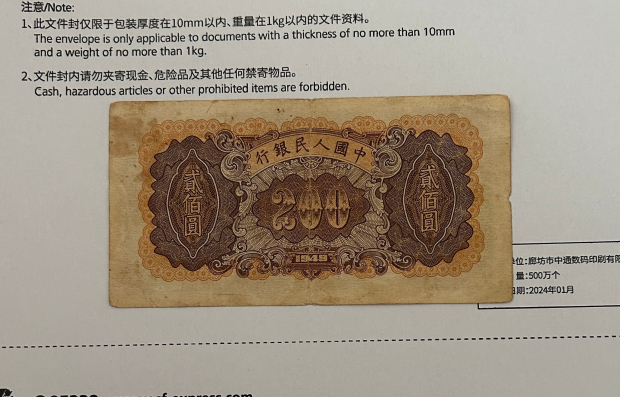 注意/Note:
1、此文件封仅限于包装厚度在10mm以内、重量在1kg以内的文件资料。
The envelope is only applicable to documents with a thickness of no more than 10mm
and a weight of no more than 1kg.
2、文件封内请勿夹寄现金、危险品及其他任何禁寄物品。
Cash, hazardous articles or other prohibited items are forbidden.
行銀民人國中
貳佰圓
200
貳佰圓
1949
位:廊坊市中通数码印刷有限
量:500万个
期:2024年01月